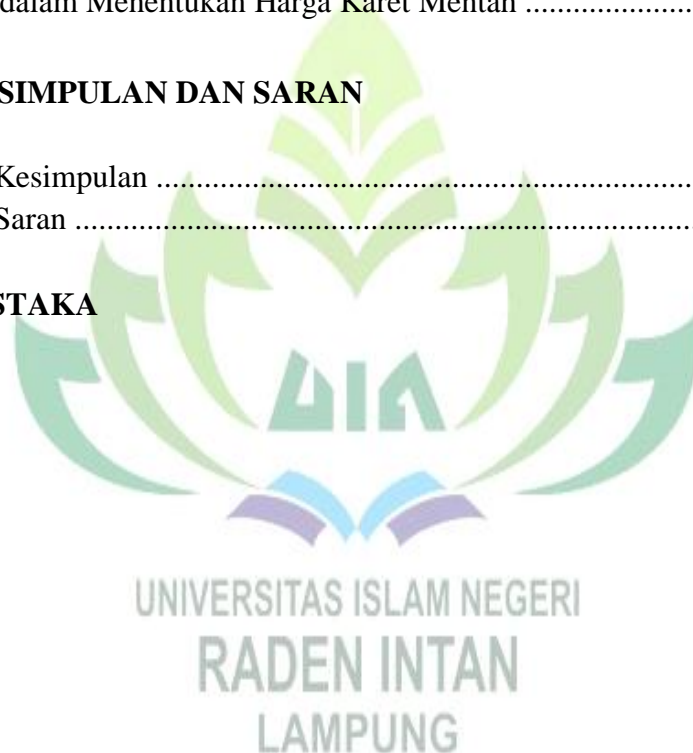 dalam Menentukan Harga Karet Mentah ......................
SIMPULAN DAN SARAN
Kesimpulan ....................................................................
Saran ..............................................................................
STAKA
UIN
UNIVERSITAS ISLAM NEGERI
RADEN INTAN
LAMPUNG